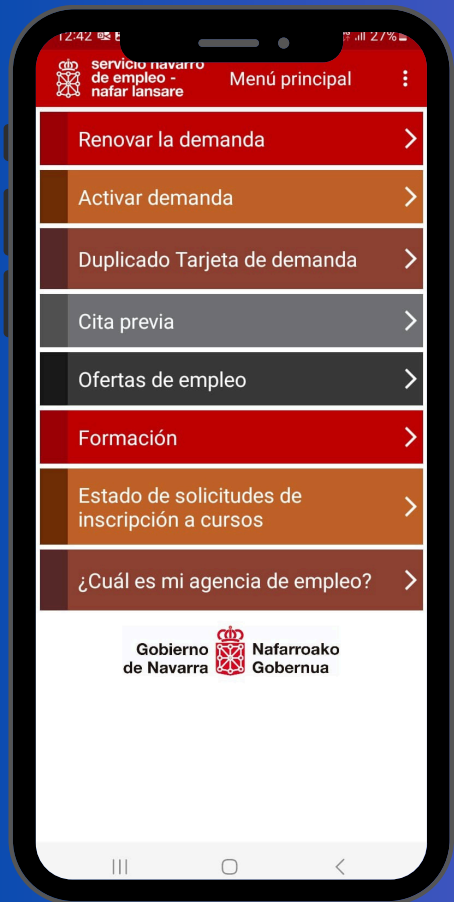 12:42
27%
servicio navarro
de empleo -
nafar lansare
Menú principal
Renovar la demanda
Activar demanda
Duplicado Tarjeta de demanda
Cita previa
Ofertas de empleo
Formación
Estado de solicitudes de
inscripción a cursos
¿Cuál es mi agencia de empleo?
Gobierno
de Navarra
Nafarroako
Gobernua